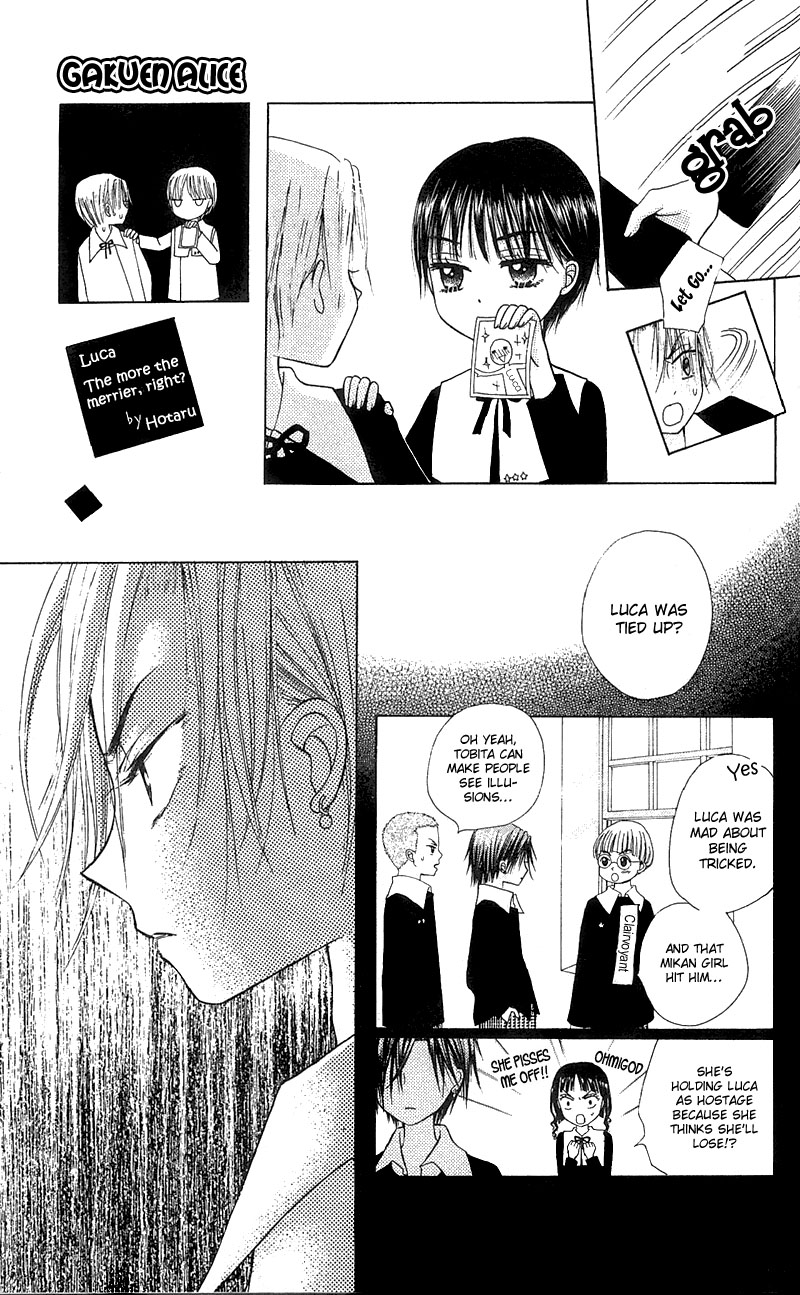 GAKUEN ALICE
grab
Let Go...
Luca
Luca
The more the
merrier, right?
by Hotaru
LUCA WAS
TIED UP?
Yes
LUCA WAS
MAD ABOUT
BEING
TRICKED.
AND THAT
MIKAN GIRL
HIT HIM...
Clairvoyant
OH YEAH,
TOBITA CAN
MAKE PEOPLE
SEE ILLU-
SIONS...
SHE'S
HOLDING LUCA
AS HOSTAGE
BECAUSE SHE
THINKS SHE'LL
LOSE!?
OHMIGOD
SHE PISSES
ME OFF!!